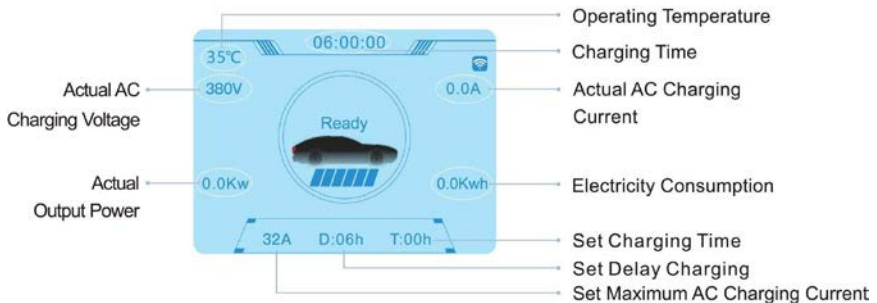 Operating Temperature
06:00:00
35℃
Charging Time
Actual AC
Charging Voltage
380V
0.0A
Actual AC Charging
Current
Ready
Actual
Output Power
0.0Kw
0.0Kwh
Electricity Consumption
32A D:06h T:00h
Set Charging Time
Set Delay Charging
Set Maximum AC Charging Current